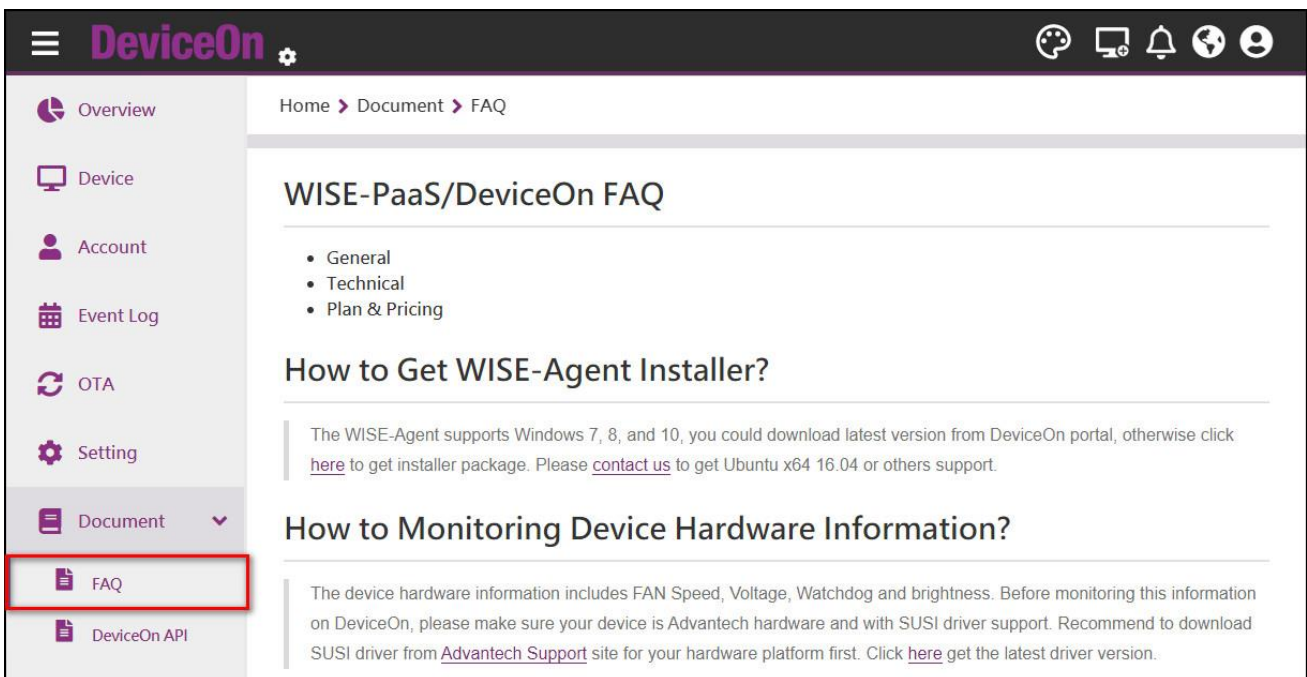 DeviceOn
Overview
Device
Account
Event Log
OTA
Setting
Document
FAQ
DeviceOn API
Home > Document > FAQ
WISE-PaaS/DeviceOn FAQ
• General
• Technical
• Plan & Pricing
How to Get WISE-Agent Installer?
The WISE-Agent supports Windows 7, 8, and 10, you could download latest version from DeviceOn portal, otherwise click
here to get installer package. Please contact us to get Ubuntu x64 16.04 or others support.
How to Monitoring Device Hardware Information?
The device hardware information includes FAN Speed, Voltage, Watchdog and brightness. Before monitoring this information
on DeviceOn, please make sure your device is Advantech hardware and with SUSI driver support. Recommend to download
SUSI driver from Advantech Support site for your hardware platform first. Click here get the latest driver version.